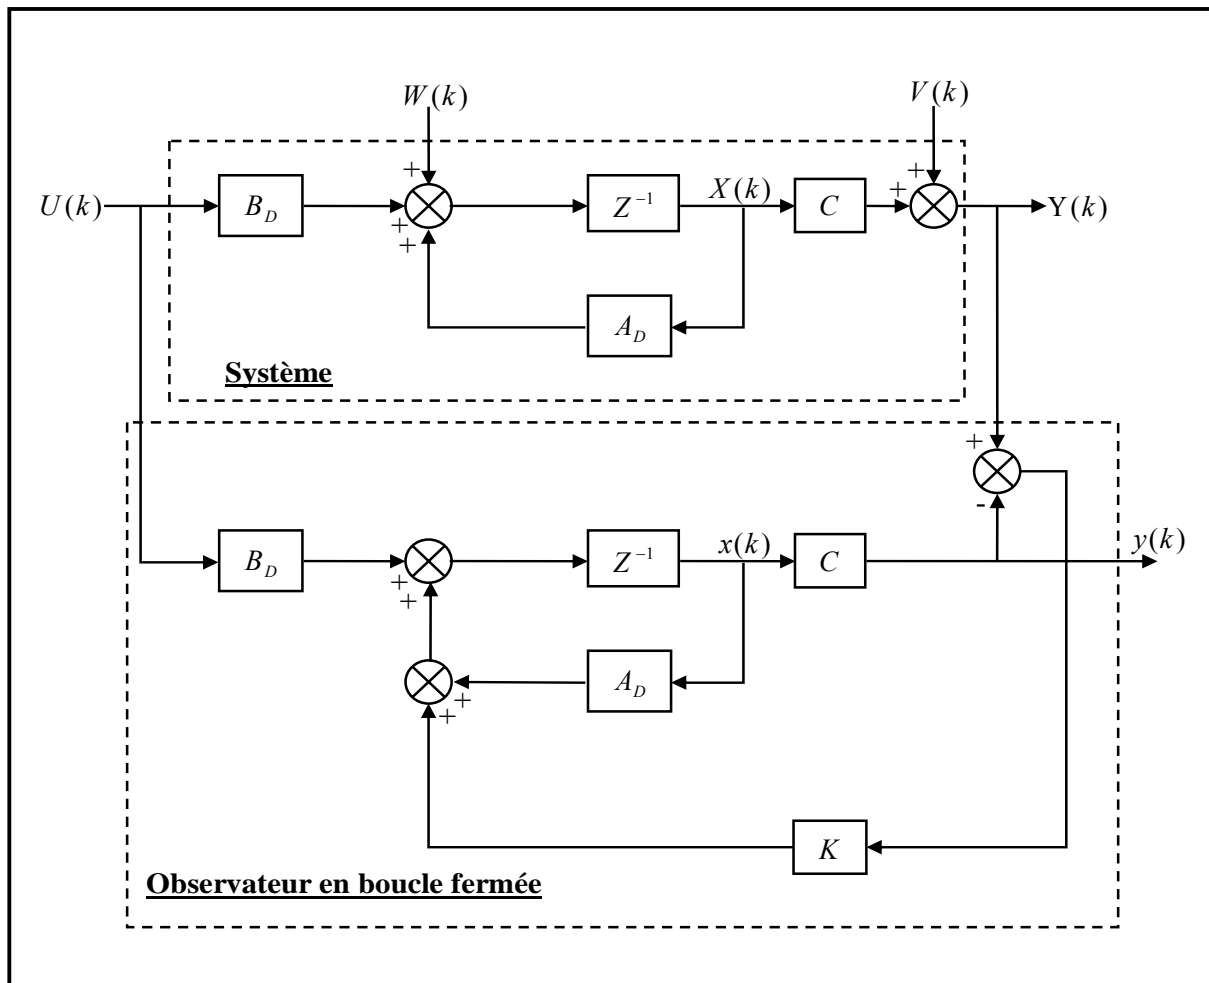 W(k)
V(k)
+
+
U(k)
B_D
+
+
Z^{-1}
X(k)
C
+
Y(k)
A_D
Système
+
-
B_D
+
+
Z^{-1}
x(k)
C
y(k)
A_D
+
+
K
Observateur en boucle fermée